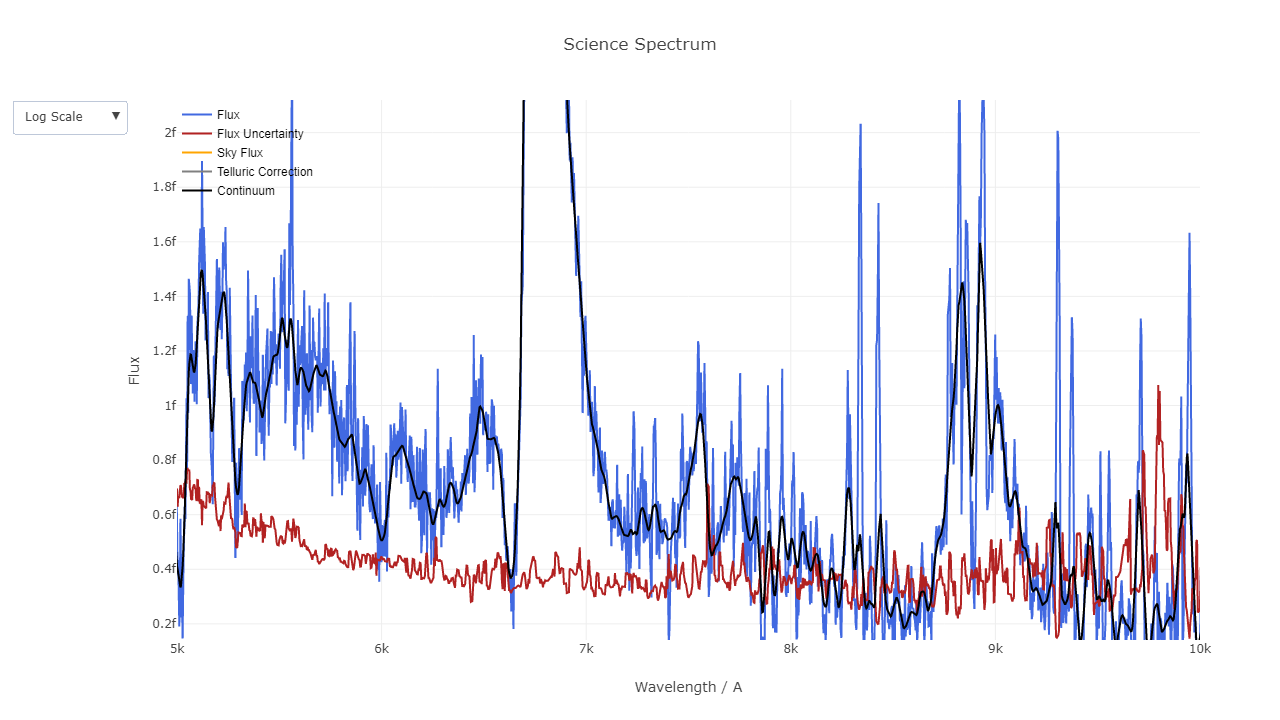 Science Spectrum
Log Scale ▼
Flux
Flux Uncertainty
Sky Flux
Telluric Correction
Continuum
2f
1.8f
1.6f
1.4f
1.2f
1f
0.8f
0.6f
0.4f
0.2f
Flux
5k 6k 7k 8k 9k 10k
Wavelength / A